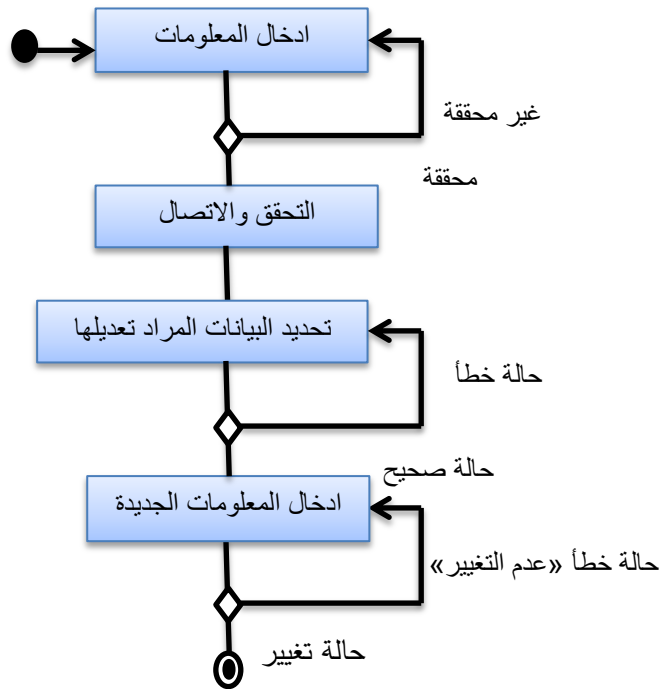 ادخال المعلومات
غير محققة
محققة
التحقق والاتصال
تحديد البيانات المراد تعديلها
حالة خطأ
حالة صحيح
ادخال المعلومات الجديدة
حالة خطأ «عدم التغيير»
حالة تغيير